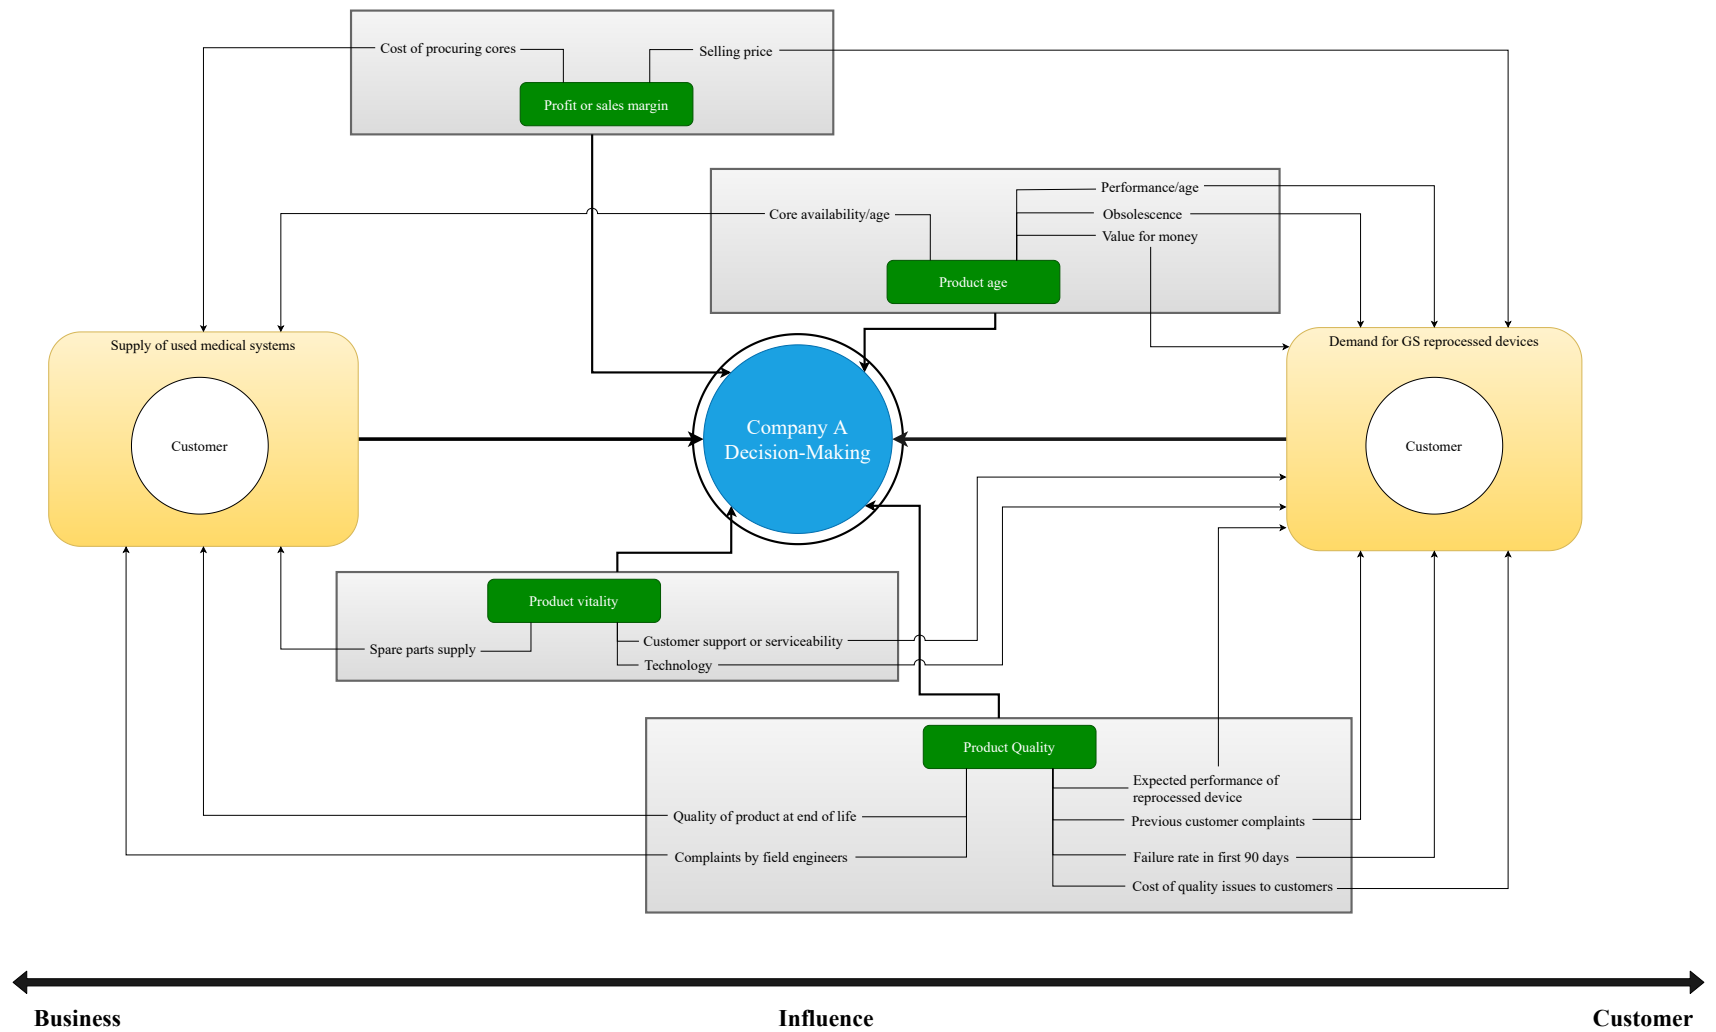 Cost of procuring cores
Selling price
Profit or sales margin
Performance/age
Core availability/age
Obsolescence
Value for money
Product age
Supply of used medical systems
Customer
Company A
Decision-Making
Demand for GS reprocessed devices
Customer
Product vitality
Spare parts supply
Customer support or serviceability
Technology
Product Quality
Expected performance of
reprocessed device
Quality of product at end of life
Previous customer complaints
Complaints by field engineers
Failure rate in first 90 days
Cost of quality issues to customers
Business
Influence
Customer